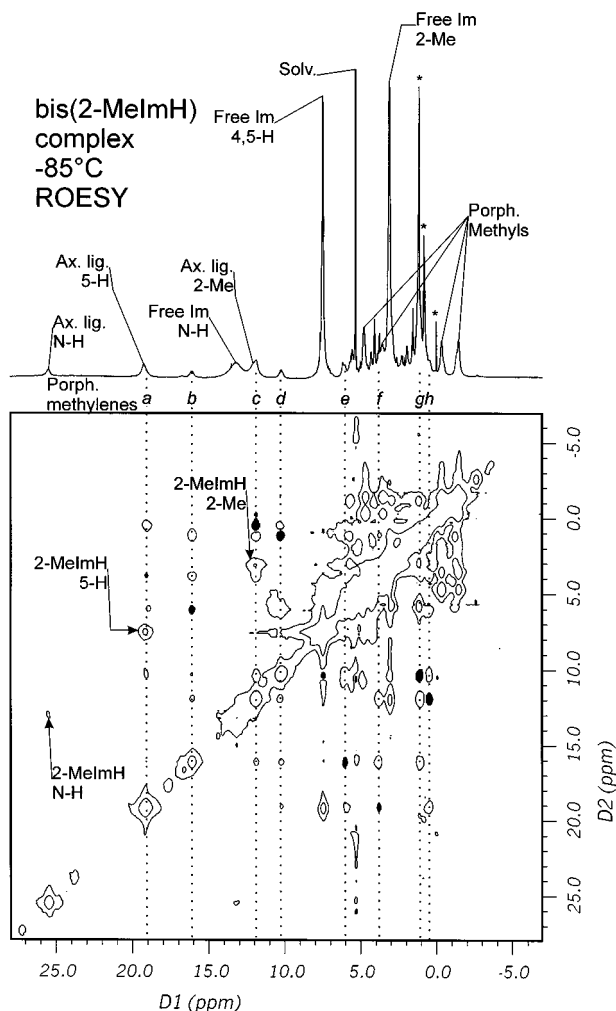 Free Im
2-Me
Solv.
*
bis(2-MeImH)
complex
-85°C
ROESY
Free Im
4,5-H
*
Porph.
Methyls
*
Ax. lig.
5-H
Ax. lig.
2-Me
Free Im
N-H
Ax. lig.
N-H
Porph.
methylenes
a b c d e f g h
2-MeImH
2-Me
2-MeImH
5-H
2-MeImH
N-H
-5.0
0.0
5.0
10.0
15.0
20.0
25.0
D2 (ppm)
25.0 20.0 15.0 10.0 5.0 0.0 -5.0
D1 (ppm)